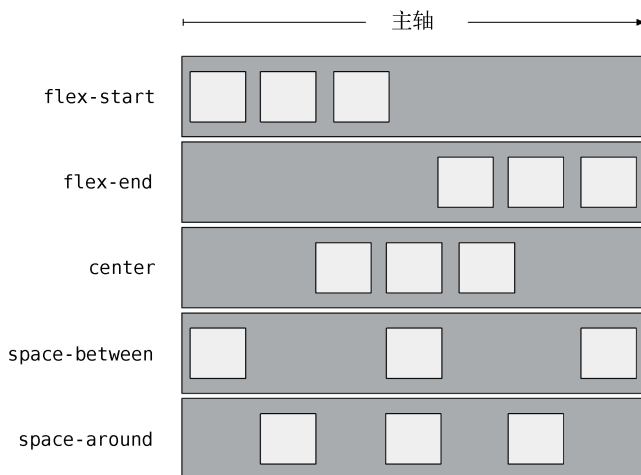 主轴
flex-start
flex-end
center
space-between
space-around